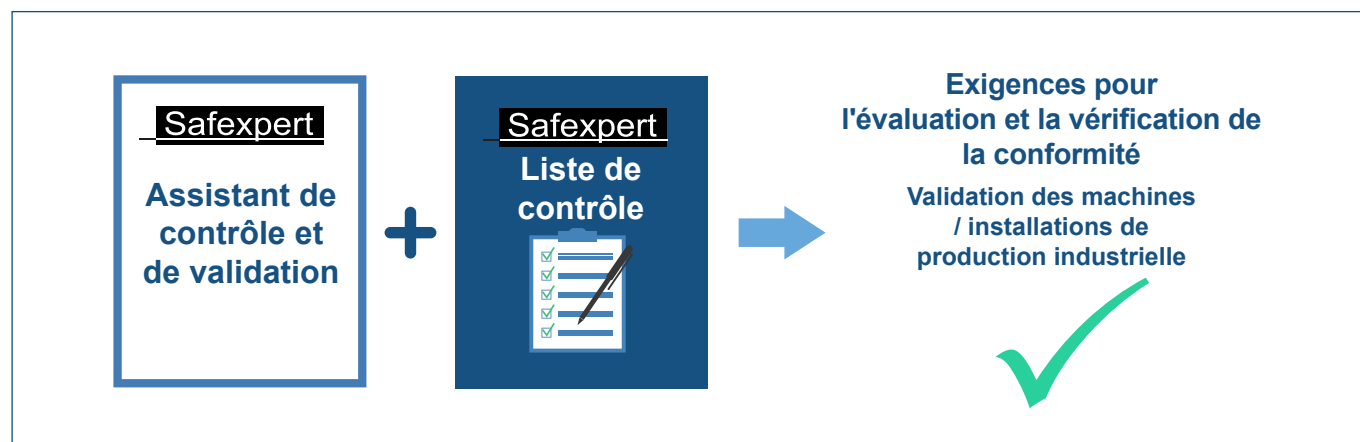 Safexpert
Assistant de
contrôle et
de validation
Safexpert
Liste de
contrôle
Exigences pour
l'évaluation et la vérification de
la conformité
Validation des machines
/ installations de
production industrielle